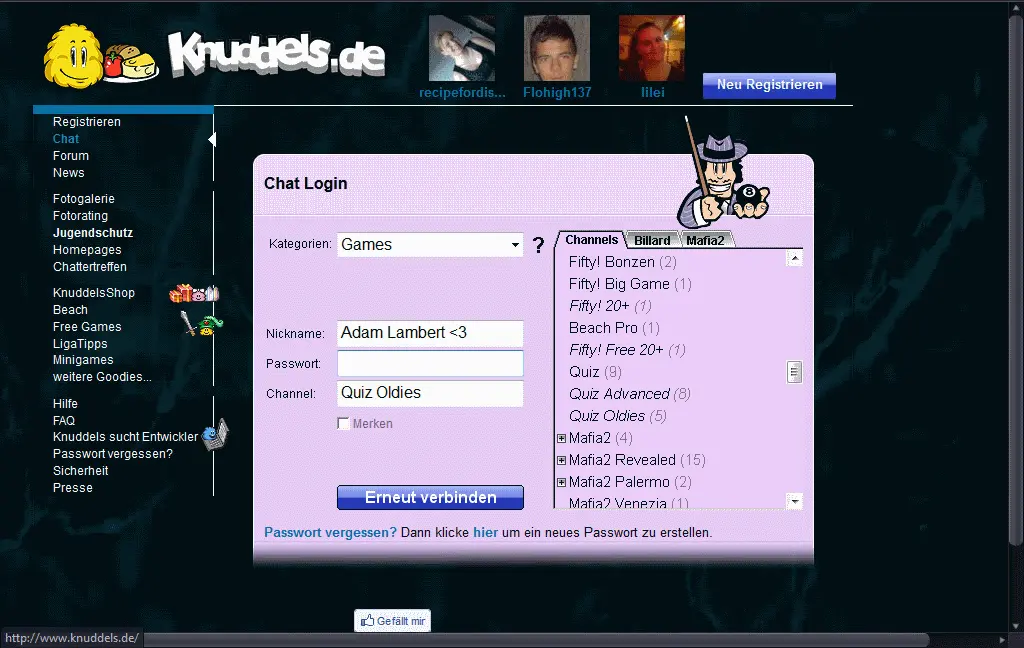 Knuddels.de
recipefordis... Flohigh137 lilei
Neu Registrieren
Registrieren
Chat
Forum
News
Fotogalerie
Fotorating
Jugendschutz
Homepages
Chattertreffen
KnuddelsShop
Beach
Free Games
LigaTipps
Minigames
weitere Goodies...
Hilfe
FAQ
Knuddels sucht Entwickler
Passwort vergessen?
Sicherheit
Presse
Chat Login
Kategorien: Games ?
Nickname: Adam Lambert <3
Passwort:
Channel: Quiz Oldies
Merken
Erneut verbinden
8
Channels Billard Mafia2
Fifty! Bonzen (2)
Fifty! Big Game (1)
Fifty! 20+ (1)
Beach Pro (1)
Fifty! Free 20+ (1)
Quiz (9)
Quiz Advanced (8)
Quiz Oldies (5)
Mafia2 (4)
Mafia2 Revealed (15)
Mafia2 Palermo (2)
Mafia2 Venezia (1)
Passwort vergessen? Dann klicke hier um ein neues Passwort zu erstellen.
Gefällt mir
http://www.knuddels.de/